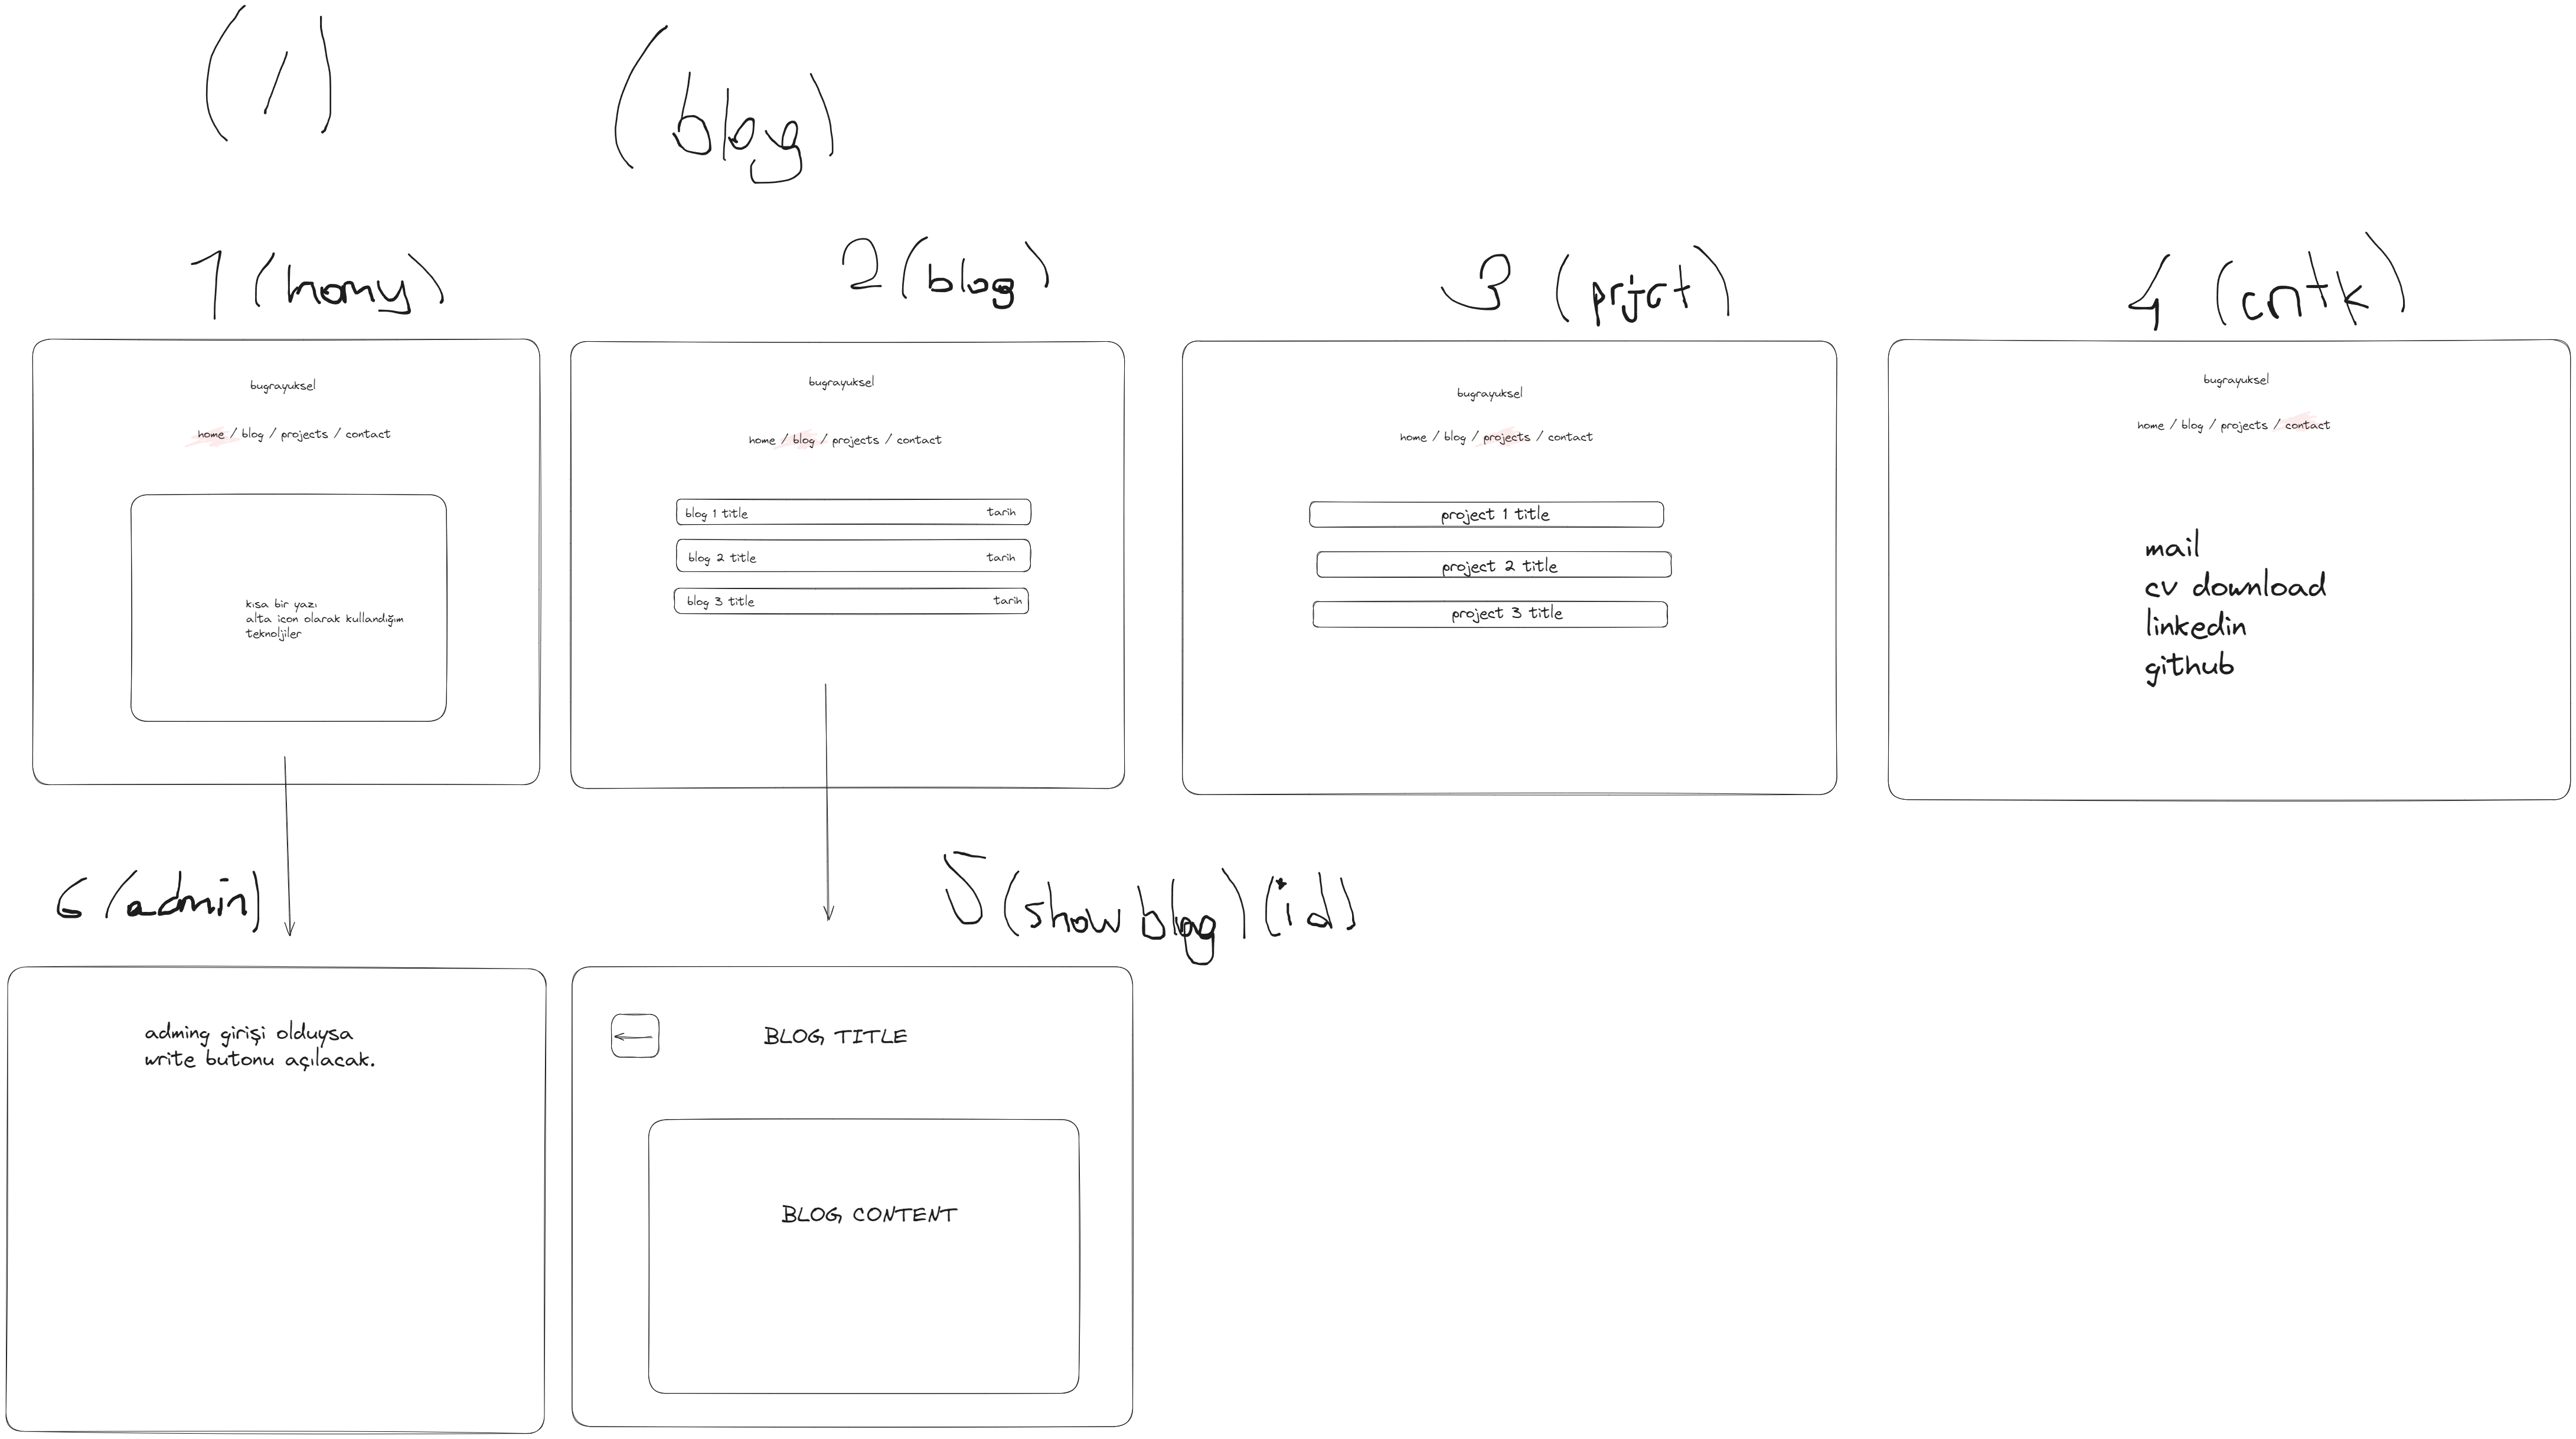 (/)
(blog)
1 (homy)
2 (blog)
3 (prjct)
4 (cntk)
bugrayuksel
home / blog / projects / contact
kısa bir yazı
alta icon olarak kullandığım
teknoljiler
bugrayuksel
home / blog / projects / contact
blog 1 title tarih
blog 2 title tarih
blog 3 title tarih
bugrayuksel
home / blog / projects / contact
project 1 title
project 2 title
project 3 title
bugrayuksel
home / blog / projects / contact
mail
cv download
linkedin
github
6 (admin)
5 (show blog) (id)
adming girişi olduysa
write butonu açılacak.
BLOG TITLE
BLOG CONTENT